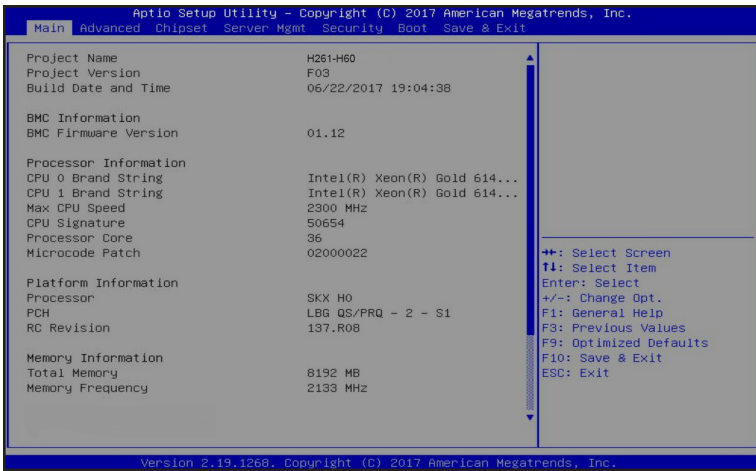 Aptio Setup Utility – Copyright (C) 2017 American Megatrends, Inc.
Main Advanced Chipset Server Mgmt Security Boot Save & Exit
Project Name H261-H60
Project Version F03
Build Date and Time 06/22/2017 19:04:38
BMC Information
BMC Firmware Version 01.12
Processor Information
CPU 0 Brand String Intel(R) Xeon(R) Gold 614...
CPU 1 Brand String Intel(R) Xeon(R) Gold 614...
Max CPU Speed 2300 MHz
CPU Signature 50654
Processor Core 36
Microcode Patch 02000022
Platform Information
Processor SKX H0
PCH LBG QS/PRQ - 2 - S1
RC Revision 137.R08
Memory Information
Total Memory 8192 MB
Memory Frequency 2133 MHz
→←: Select Screen
↑↓: Select Item
Enter: Select
+/-: Change Opt.
F1: General Help
F3: Previous Values
F9: Optimized Defaults
F10: Save & Exit
ESC: Exit
Version 2.19.1268. Copyright (C) 2017 American Megatrends, Inc.